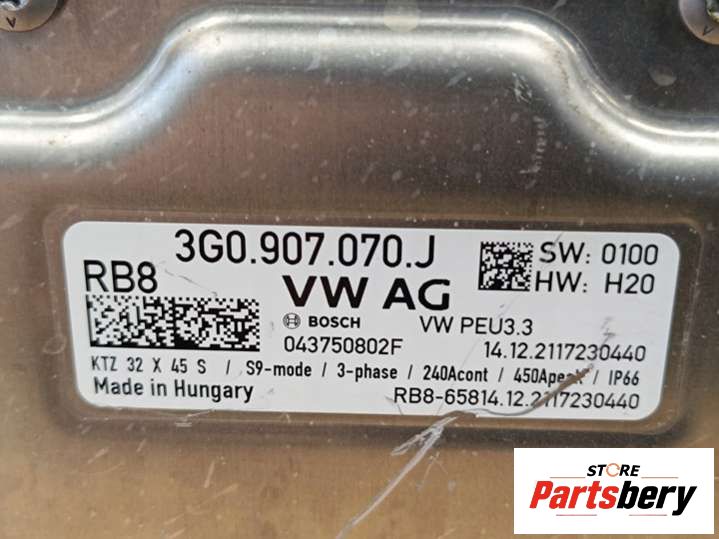 3G0.907.070.J
RB8
VW AG
SW: 0100
HW: H20
BOSCH
VW PEU3.3
043750802F
14.12.2117230440
KTZ 32 X 45 S / S9-mode / 3-phase / 240Acont / 450Apeak / IP66
Made in Hungary
RB8-65814.12.2117230440
STORE
Partsbery